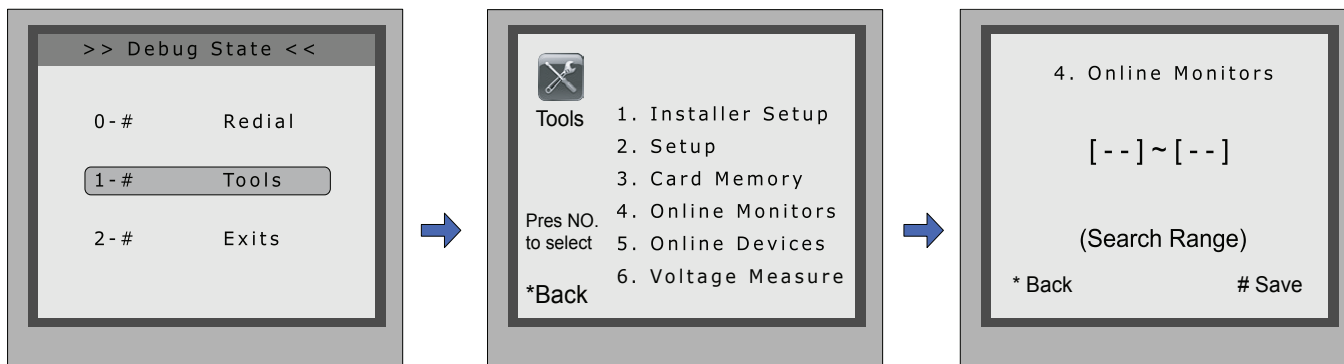 >> Debug State <<
0-# Redial
1-# Tools
2-# Exits
Tools
1. Installer Setup
2. Setup
3. Card Memory
Pres NO.
to select
4. Online Monitors
5. Online Devices
6. Voltage Measure
*Back
4. Online Monitors
[--]~[--]
(Search Range)
* Back # Save